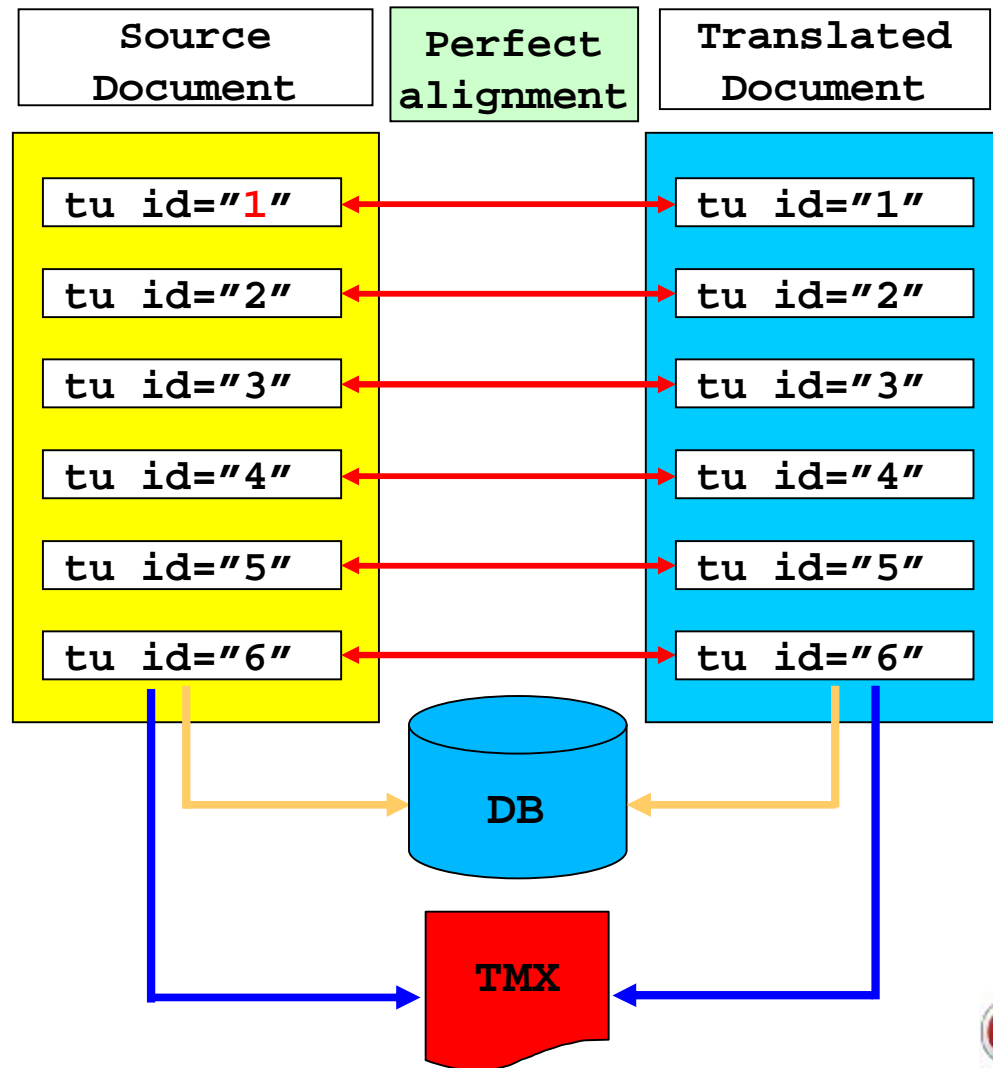 Source
Document
Perfect
alignment
Translated
Document
tu id="1"
tu id="1"
tu id="2"
tu id="2"
tu id="3"
tu id="3"
tu id="4"
tu id="4"
tu id="5"
tu id="5"
tu id="6"
tu id="6"
DB
TMX